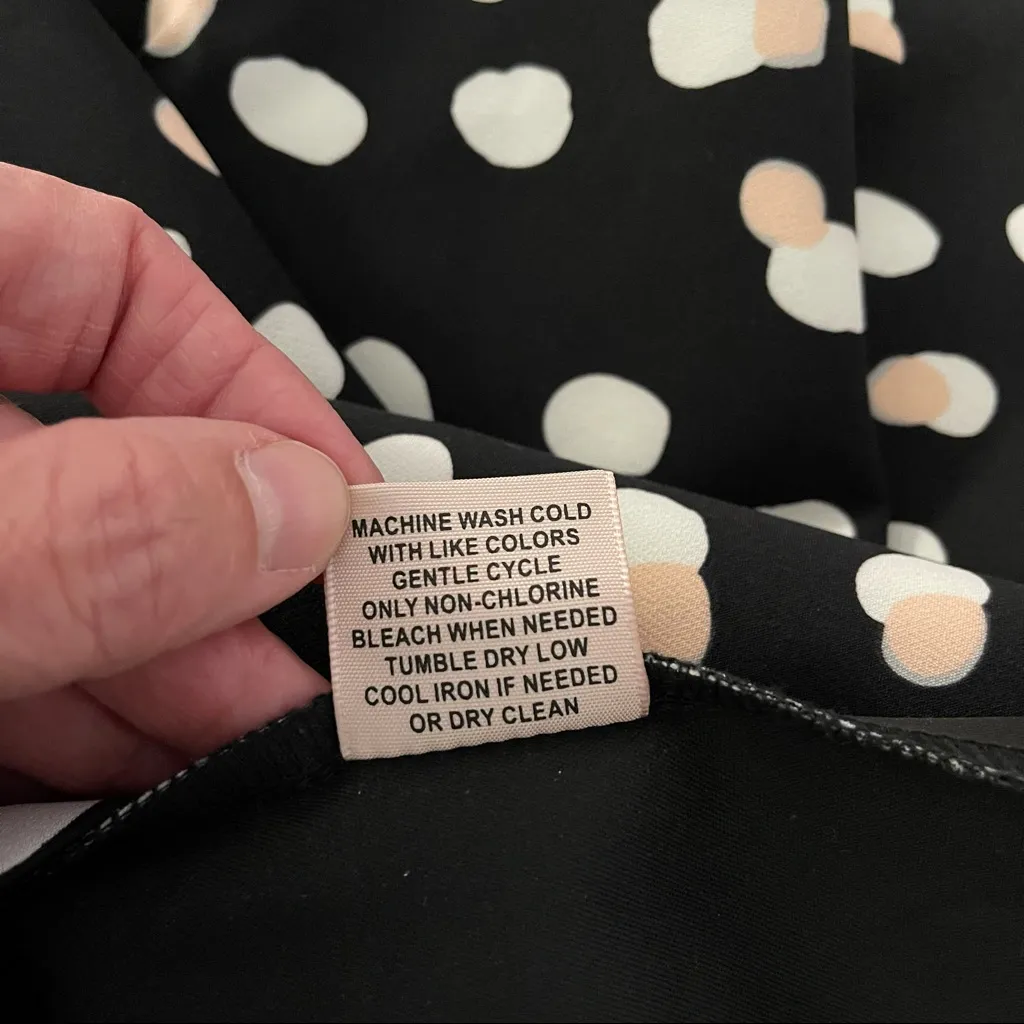 MACHINE WASH COLD
WITH LIKE COLORS
GENTLE CYCLE
ONLY NON-CHLORINE
BLEACH WHEN NEEDED
TUMBLE DRY LOW
COOL IRON IF NEEDED
OR DRY CLEAN